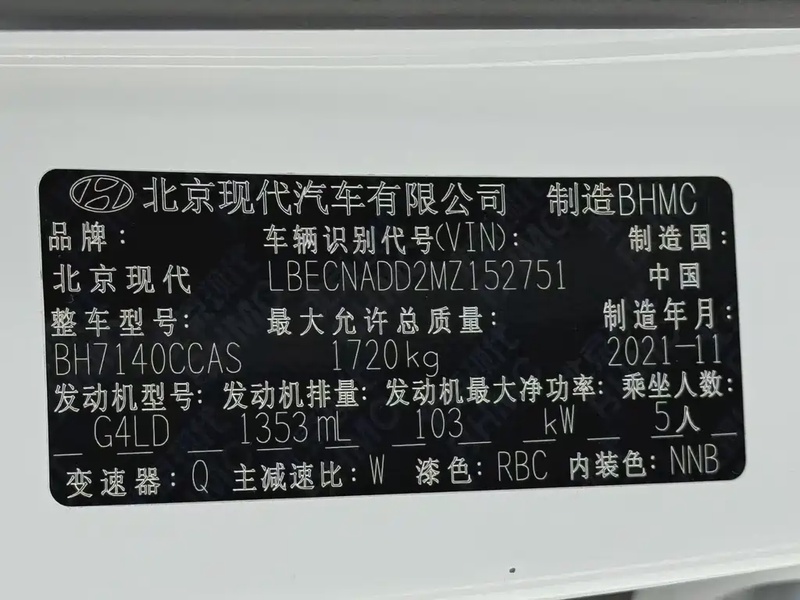 北京现代汽车有限公司 制造BHMC
品牌: 车辆识别代号(VIN): 制造国:
北京现代 LBECNADD2MZ152751 中国
整车型号: 最大允许总质量: 制造年月:
BH7140CCAS 1720kg 2021-11
发动机型号: 发动机排量: 发动机最大净功率: 乘坐人数:
G4LD 1353mL 103 kW 5人
变速器: Q 主减速比: W 漆色: RBC 内装色: NNB